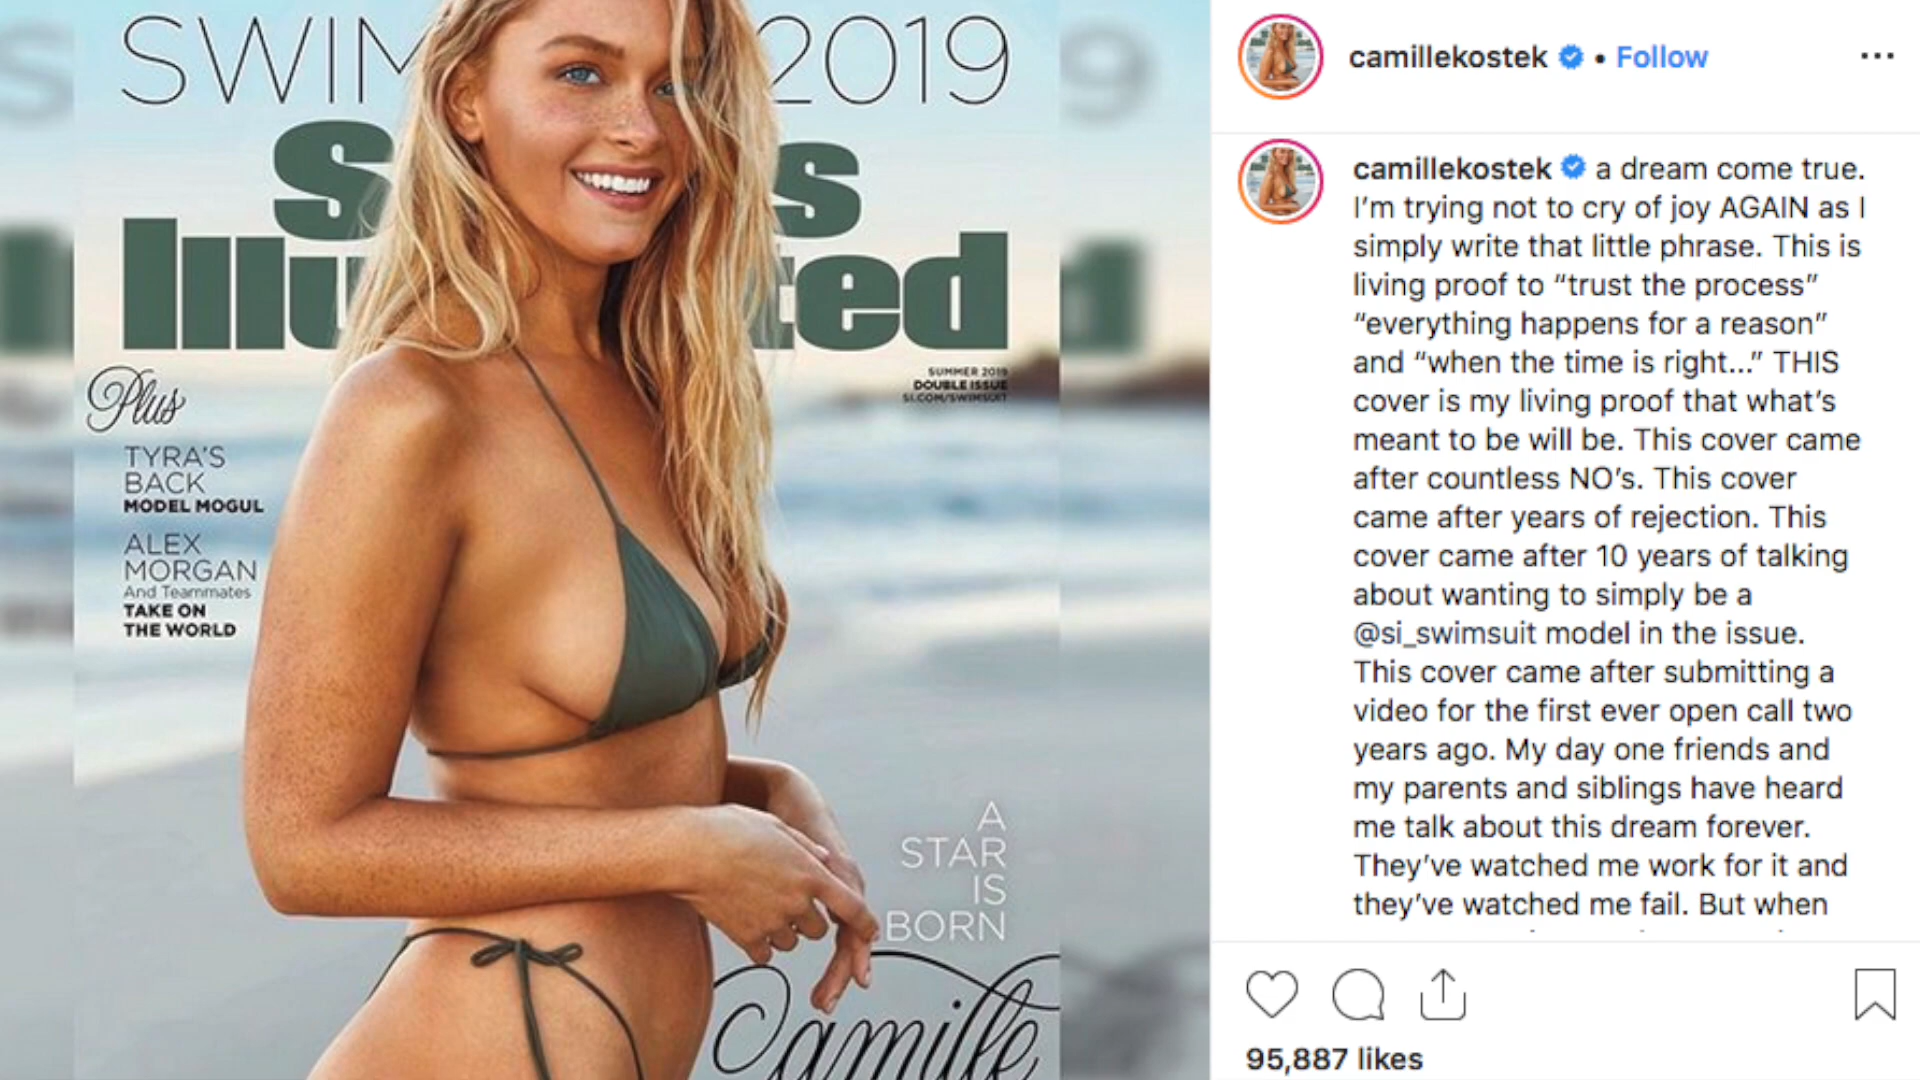 SWIM 2019
S s
Illu ted
SUMMER 2019
DOUBLE ISSUE
SI.COM/SWIMSUIT
Plus
TYRA'S
BACK
MODEL MOGUL
ALEX
MORGAN
And Teammates
TAKE ON
THE WORLD
A
STAR
IS
BORN
Camille
camillekostek • Follow
camillekostek a dream come true.
I'm trying not to cry of joy AGAIN as I
simply write that little phrase. This is
living proof to “trust the process”
“everything happens for a reason”
and “when the time is right...” THIS
cover is my living proof that what's
meant to be will be. This cover came
after countless NO's. This cover
came after years of rejection. This
cover came after 10 years of talking
about wanting to simply be a
@si_swimsuit model in the issue.
This cover came after submitting a
video for the first ever open call two
years ago. My day one friends and
my parents and siblings have heard
me talk about this dream forever.
They've watched me work for it and
they've watched me fail. But when
95,887 likes